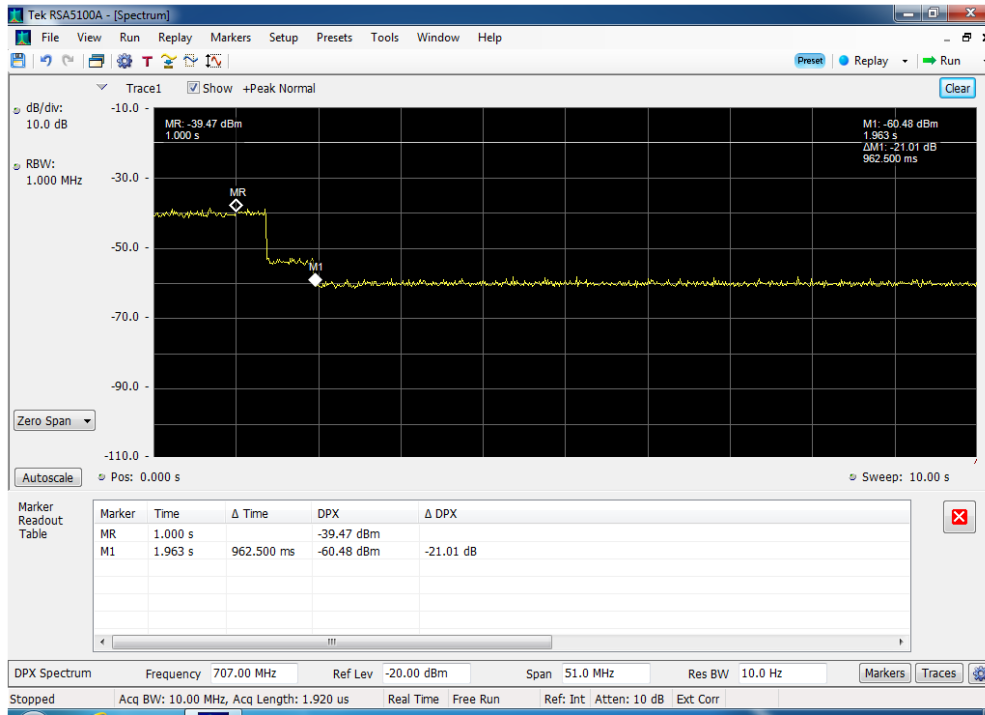 Tek RSA5100A - [Spectrum]
File View Run Replay Markers Setup Presets Tools Window Help
T Preset Replay Run
Trace1 Show +Peak Normal Clear
dB/div:
10.0 dB
RBW:
1.000 MHz
-10.0
-30.0
-50.0
-70.0
-90.0
-110.0
MR: -39.47 dBm
1.000 s
M1: -60.48 dBm
1.963 s
ΔM1: -21.01 dB
962.500 ms
MR
M1
Zero Span
Autoscale Pos: 0.000 s Sweep: 10.00 s
Marker
Readout
Table
Marker Time Δ Time DPX Δ DPX
MR 1.000 s -39.47 dBm
M1 1.963 s 962.500 ms -60.48 dBm -21.01 dB
DPX Spectrum Frequency 707.00 MHz Ref Lev -20.00 dBm Span 51.0 MHz Res BW 10.0 Hz Markers Traces
Stopped Acq BW: 10.00 MHz, Acq Length: 1.920 us Real Time Free Run Ref: Int Atten: 10 dB Ext Corr